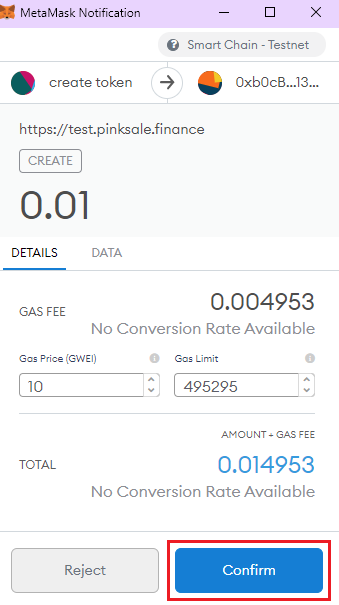 MetaMask Notification
Smart Chain - Testnet
create token 0xb0cB...13...
https://test.pinksale.finance
CREATE
0.01
DETAILS DATA
GAS FEE 0.004953
No Conversion Rate Available
Gas Price (GWEI) Gas Limit
10 495295
AMOUNT + GAS FEE
TOTAL 0.014953
No Conversion Rate Available
Reject Confirm